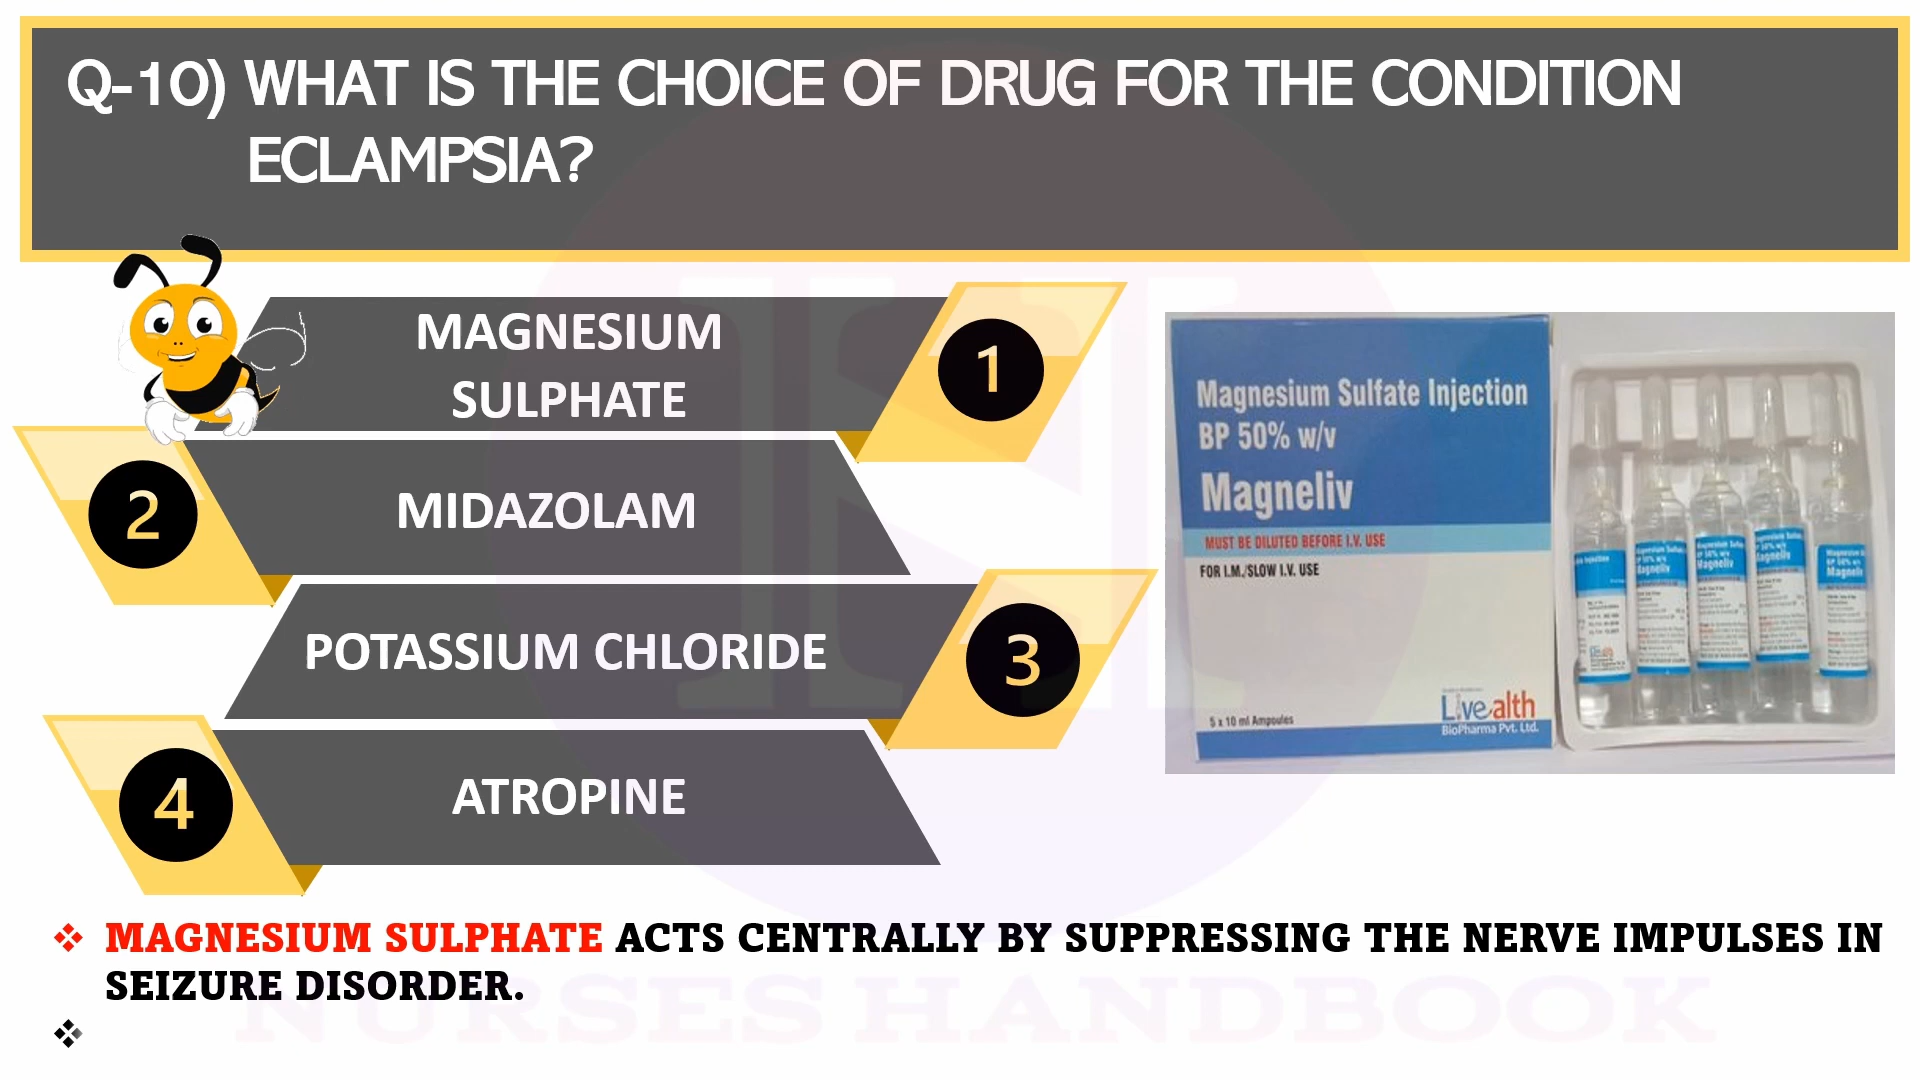 Q-10) WHAT IS THE CHOICE OF DRUG FOR THE CONDITION
ECLAMPSIA?
MAGNESIUM
SULPHATE
1
2
MIDAZOLAM
POTASSIUM CHLORIDE
3
4
ATROPINE
Magnesium Sulfate Injection
BP 50% w/v
Magneliv
MUST BE DILUTED BEFORE I.V. USE
FOR I.M./SLOW I.V. USE
5 x 10 ml Ampoules
Livealth
BioPharma Pvt. Ltd.
MAGNESIUM SULPHATE ACTS CENTRALLY BY SUPPRESSING THE NERVE IMPULSES IN
SEIZURE DISORDER.
NURSES HANDBOOK